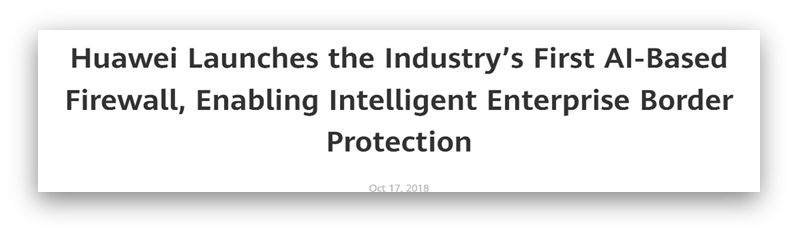 Huawei Launches the Industry’s First AI-Based
Firewall, Enabling Intelligent Enterprise Border
Protection
Oct 17, 2018